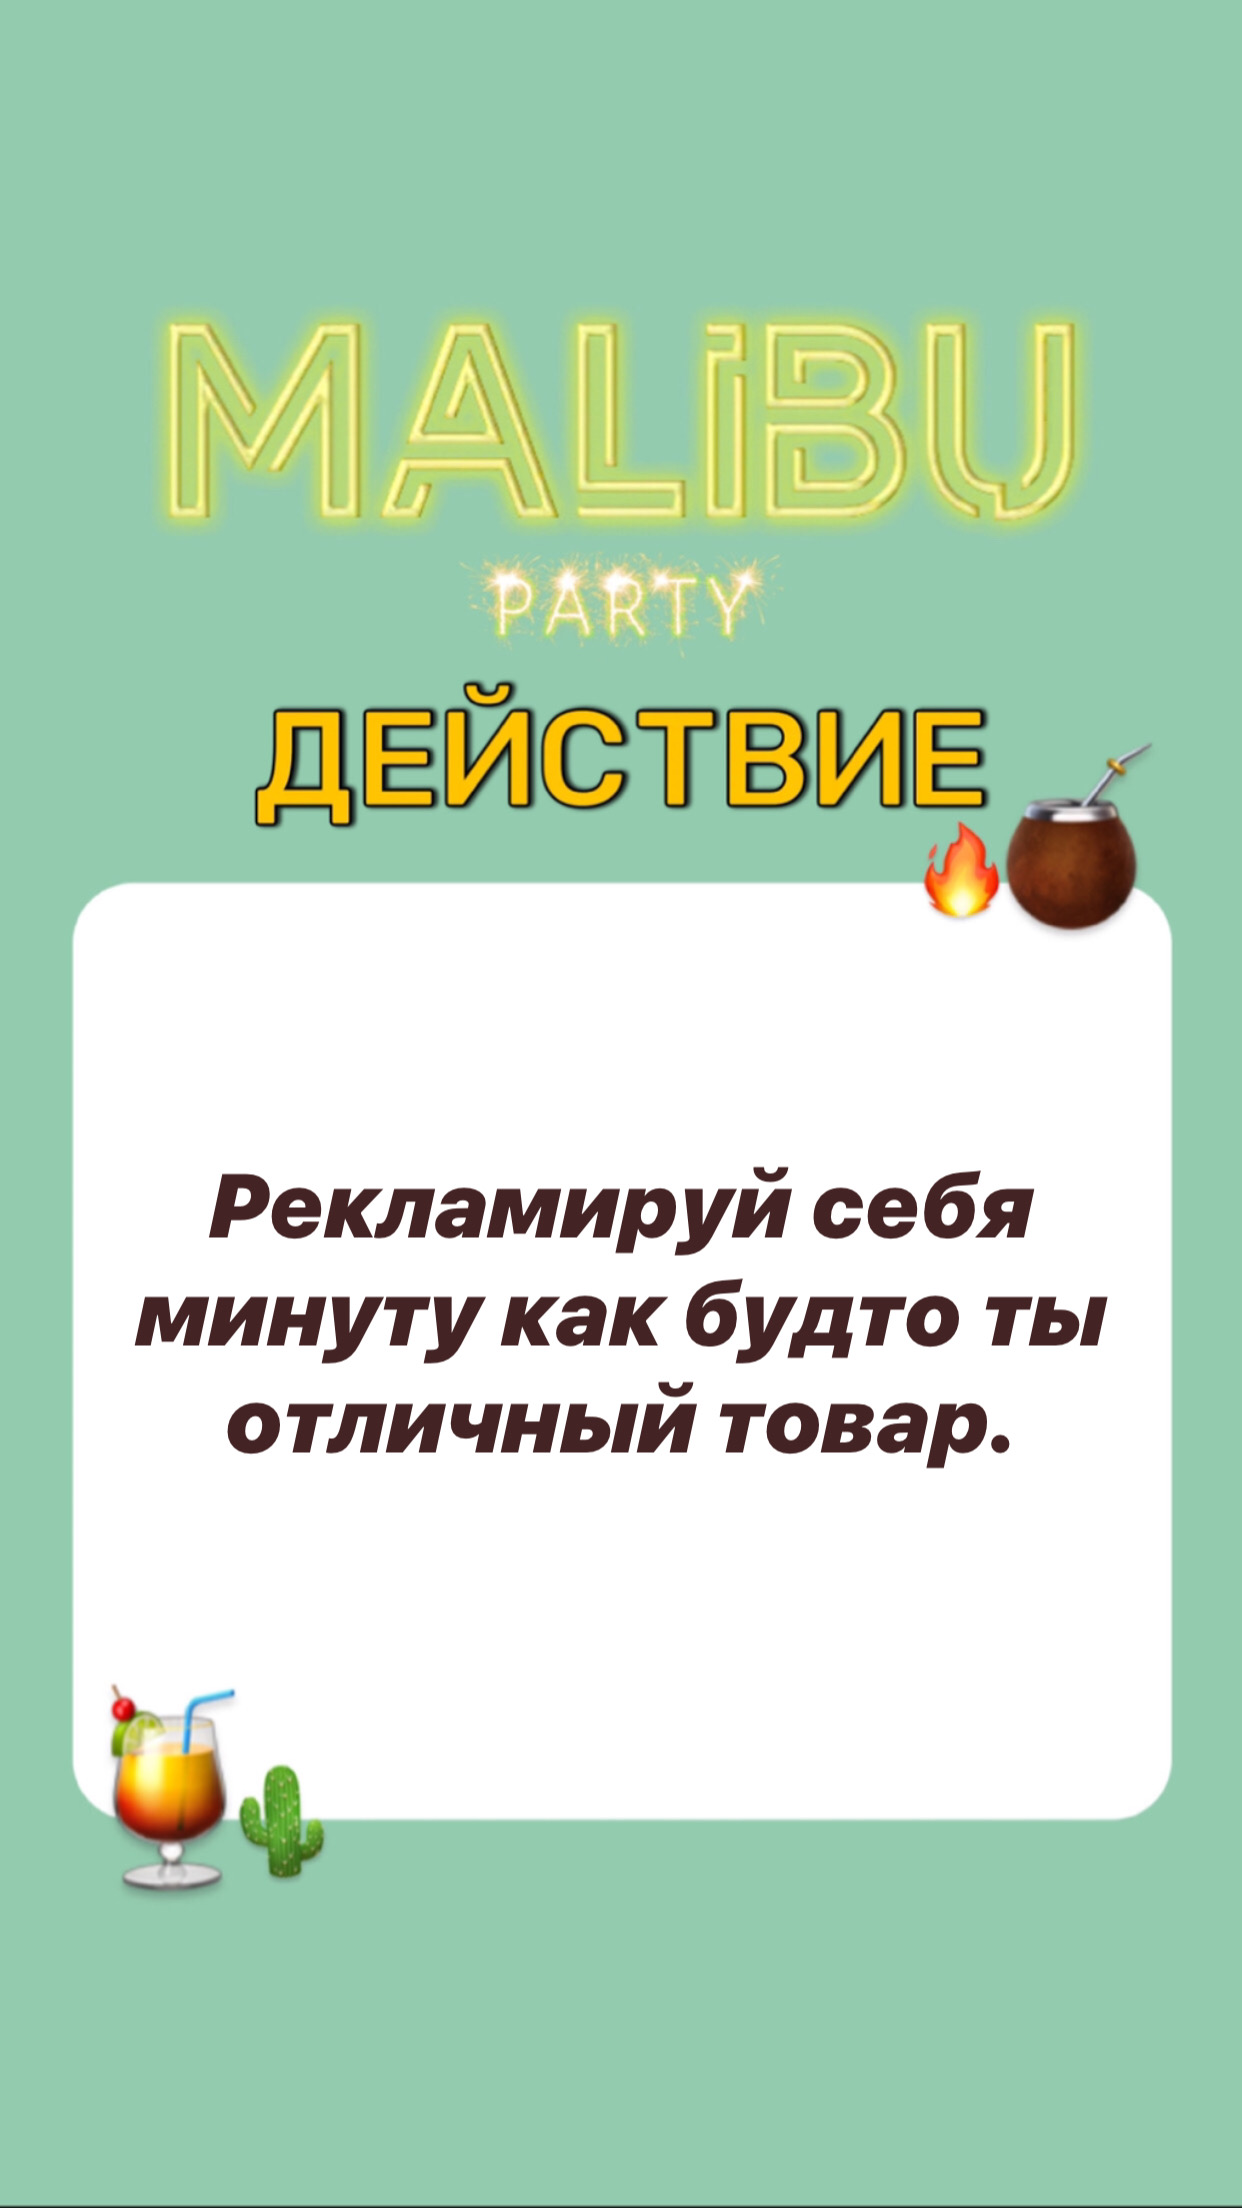 MALIBU
PARTY
ДЕЙСТВИЕ
Рекламируй себя
минуту как будто ты
отличный товар.